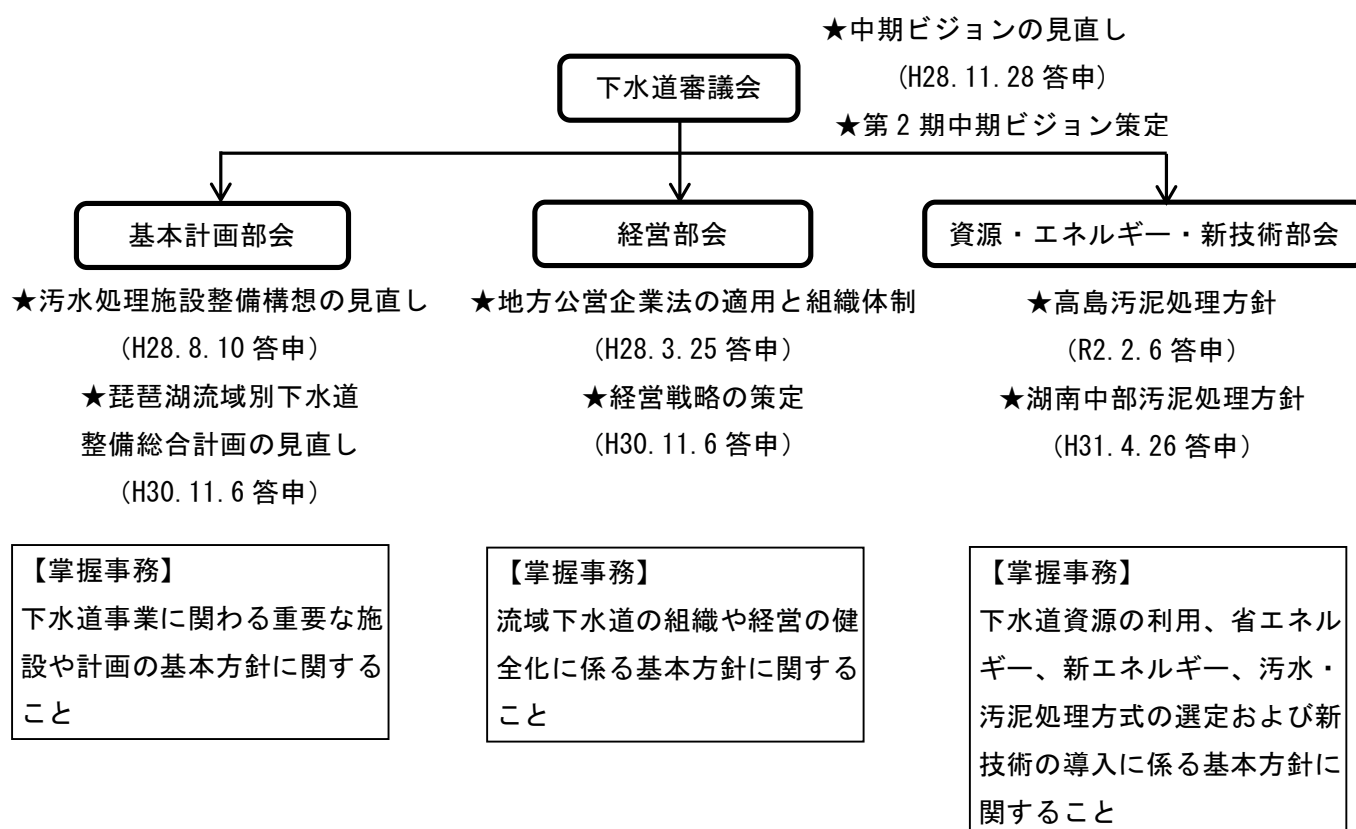 ★中期ビジョンの見直し
(H28.11.28 答申)
下水道審議会
★第2期中期ビジョン策定
基本計画部会
★汚水処理施設整備構想の見直し
(H28.8.10 答申)
★琵琶湖流域別下水道
整備総合計画の見直し
(H30.11.6 答申)
【掌握事務】
下水道事業に関わる重要な施
設や計画の基本方針に関する
こと
経営部会
★地方公営企業法の適用と組織体制
(H28.3.25 答申)
★経営戦略の策定
(H30.11.6 答申)
【掌握事務】
流域下水道の組織や経営の健
全化に係る基本方針に関する
こと
資源・エネルギー・新技術部会
★高島汚泥処理方針
(R2.2.6 答申)
★湖南中部汚泥処理方針
(H31.4.26 答申)
【掌握事務】
下水道資源の利用、省エネル
ギー、新エネルギー、汚水・
汚泥処理方式の選定および新
技術の導入に係る基本方針に
関すること